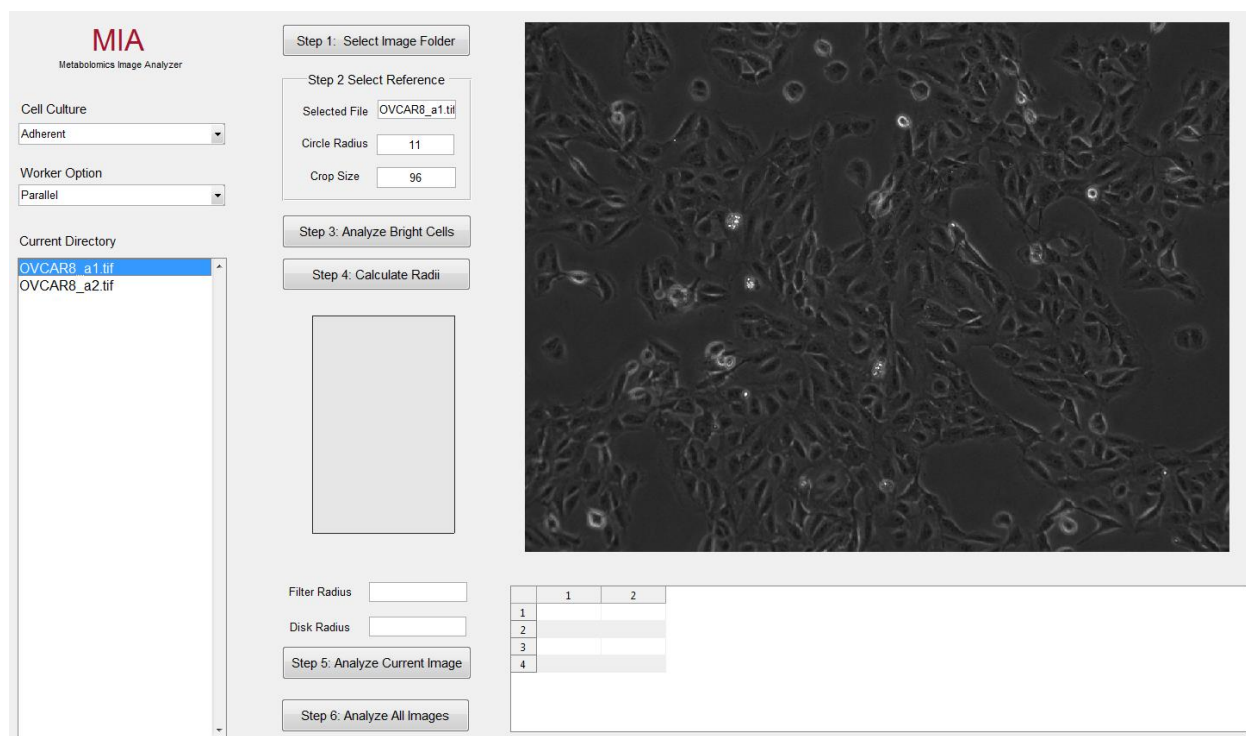 MIA
Metabolomics Image Analyzer
Cell Culture
Adherent
Worker Option
Parallel
Current Directory
OVCAR8_a1.tif
OVCAR8_a2.tif
Step 1: Select Image Folder
Step 2 Select Reference
Selected File OVCAR8_a1.tif
Circle Radius 11
Crop Size 96
Step 3: Analyze Bright Cells
Step 4: Calculate Radii
Filter Radius
Disk Radius
Step 5: Analyze Current Image
Step 6: Analyze All Images
1 2
1
2
3
4